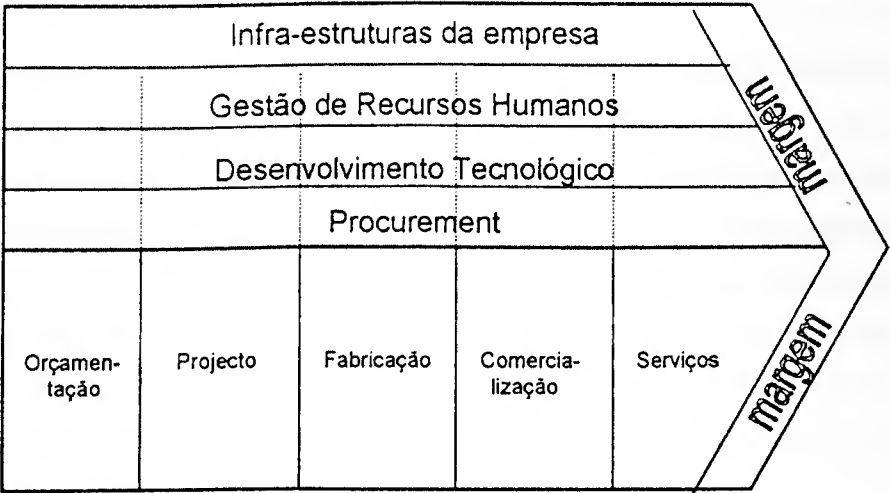 Infra-estruturas da empresa
Gestão de Recursos Humanos
Desenvolvimento Tecnológico
Procurement
margem
Orçamen-
tação
Projecto
Fabricação
Comercia-
lização
Serviços
margem